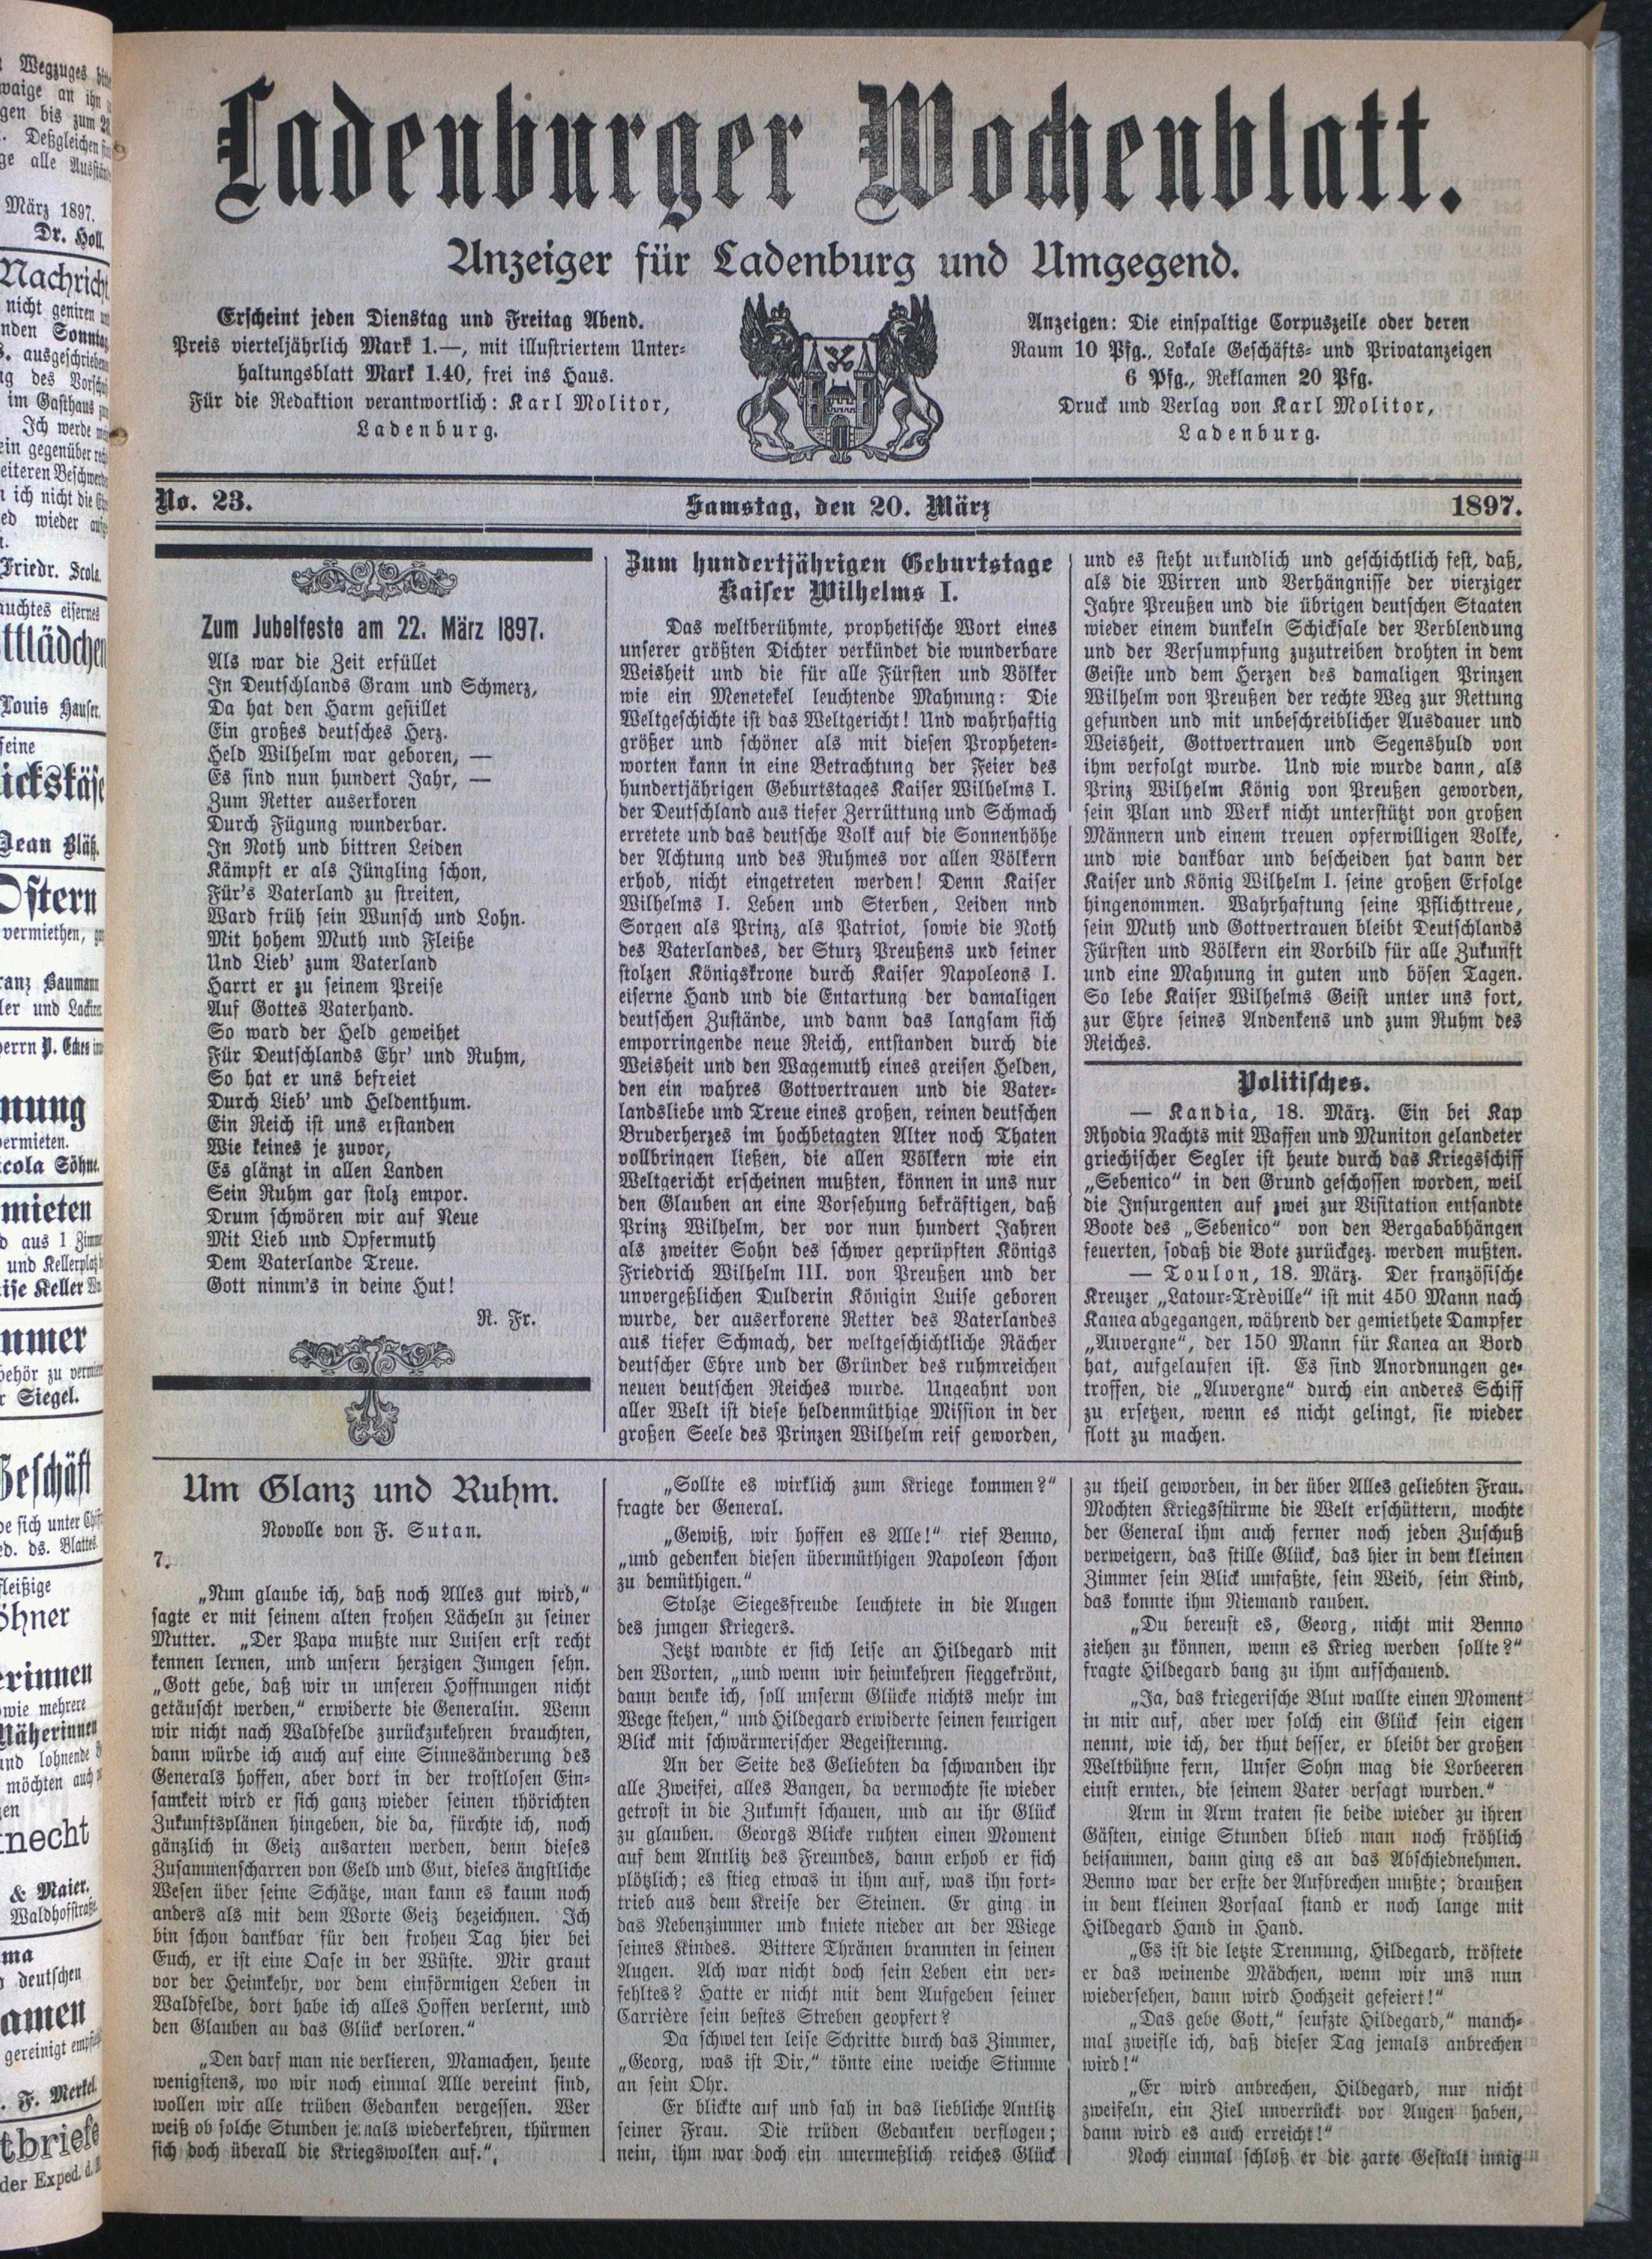 Ladenburger Wochenblatt.
Anzeiger für Ladenburg und Umgegend.
Erscheint jeden Dienstag und Freitag Abend.
Preis vierteljährlich Mark 1.—, mit illustriertem Unter-
haltungsblatt Mark 1.40, frei ins Haus.
Für die Redaktion verantwortlich: Karl Molitor,
Ladenburg.
Anzeigen: Die einspaltige Corpuszeile oder deren
Raum 10 Pfg., Lokale Geschäfts- und Privatanzeigen
6 Pfg., Reklamen 20 Pfg.
Druck und Verlag von Karl Molitor,
Ladenburg.
No. 23.
Samstag, den 20. März
1897.
Zum Jubelfeste am 22. März 1897.
Als war die Zeit erfüllet
In Deutschlands Gram und Schmerz,
Da hat den Harm gestillet
Ein großes deutsches Herz.
Held Wilhelm war geboren, —
Es sind nun hundert Jahr, —
Zum Retter auserkoren
Durch Fügung wunderbar.
In Noth und bittren Leiden
Kämpft er als Jüngling schon,
Für's Vaterland zu streiten,
Ward früh sein Wunsch und Lohn.
Mit hohem Muth und Fleiße
Und Lieb' zum Vaterland
Harrt er zu seinem Preise
Auf Gottes Vaterhand.
So ward der Held geweihet
Für Deutschlands Ehr' und Ruhm,
So hat er uns befreiet
Durch Lieb' und Heldenthum.
Ein Reich ist uns erstanden
Wie keines je zuvor,
Es glänzt in allen Landen
Sein Ruhm gar stolz empor.
Drum schwören wir auf Neue
Mit Lieb und Opfermuth
Dem Vaterlande Treue.
Gott nimm's in deine Hut!
R. Fr.
Zum hundertjährigen Geburtstage
Kaiser Wilhelms I.
Das weltberühmte, prophetische Wort eines
unserer größten Dichter verkündet die wunderbare
Weisheit und die für alle Fürsten und Völker
wie ein Menetekel leuchtende Mahnung: Die
Weltgeschichte ist das Weltgericht! Und wahrhaftig
größer und schöner als mit diesen Propheten-
worten kann in eine Betrachtung der Feier des
hundertjährigen Geburtstages Kaiser Wilhelms I.
der Deutschland aus tiefer Zerrüttung und Schmach
erretete und das deutsche Volk auf die Sonnenhöhe
der Achtung und des Ruhmes vor allen Völkern
erhob, nicht eingetreten werden! Denn Kaiser
Wilhelms I. Leben und Sterben, Leiden nnd
Sorgen als Prinz, als Patriot, sowie die Noth
des Vaterlandes, der Sturz Preußens und seiner
stolzen Königskrone durch Kaiser Napoleons I.
eiserne Hand und die Entartung der damaligen
deutschen Zustände, und dann das langsam sich
emporringende neue Reich, entstanden durch die
Weisheit und den Wagemuth eines greisen Helden,
den ein wahres Gottvertrauen und die Vater-
landsliebe und Treue eines großen, reinen deutschen
Bruderherzes im hochbetagten Alter noch Thaten
vollbringen ließen, die allen Völkern wie ein
Weltgericht erscheinen mußten, können in uns nur
den Glauben an eine Vorsehung bekräftigen, daß
Prinz Wilhelm, der vor nun hundert Jahren
als zweiter Sohn des schwer geprüpften Königs
Friedrich Wilhelm III. von Preußen und der
unvergeßlichen Dulderin Königin Luise geboren
wurde, der auserkorene Retter des Vaterlandes
aus tiefer Schmach, der weltgeschichtliche Rächer
deutscher Ehre und der Gründer des ruhmreichen
neuen deutschen Reiches wurde. Ungeahnt von
aller Welt ist diese heldenmüthige Mission in der
großen Seele des Prinzen Wilhelm reif geworden,
und es steht urkundlich und geschichtlich fest, daß,
als die Wirren und Verhängnisse der vierziger
Jahre Preußen und die übrigen deutschen Staaten
wieder einem dunkeln Schicksale der Verblendung
und der Versumpfung zuzutreiben drohten in dem
Geiste und dem Herzen des damaligen Prinzen
Wilhelm von Preußen der rechte Weg zur Rettung
gefunden und mit unbeschreiblicher Ausdauer und
Weisheit, Gottvertrauen und Segenshuld von
ihm verfolgt wurde. Und wie wurde dann, als
Prinz Wilhelm König von Preußen geworden,
sein Plan und Werk nicht unterstützt von großen
Männern und einem treuen opferwilligen Volke,
und wie dankbar und bescheiden hat dann der
Kaiser und König Wilhelm I. seine großen Erfolge
hingenommen. Wahrhaftung seine Pflichttreue,
sein Muth und Gottvertrauen bleibt Deutschlands
Fürsten und Völkern ein Vorbild für alle Zukunft
und eine Mahnung in guten und bösen Tagen.
So lebe Kaiser Wilhelms Geist unter uns fort,
zur Ehre seines Andenkens und zum Ruhm des
Reiches.
Politisches.
— Kandia, 18. März. Ein bei Kap
Rhodia Nachts mit Waffen und Muniton gelandeter
griechischer Segler ist heute durch das Kriegsschiff
„Sebenico“ in den Grund geschossen worden, weil
die Insurgenten auf zwei zur Visitation entsandte
Boote des „Sebenico“ von den Bergababhängen
feuerten, sodaß die Bote zurückgez. werden mußten.
— Toulon, 18. März. Der französische
Kreuzer „Latour-Trèville“ ist mit 450 Mann nach
Kanea abgegangen, während der gemiethete Dampfer
„Auvergne“, der 150 Mann für Kanea an Bord
hat, aufgelaufen ist. Es sind Anordnungen ge-
troffen, die „Auvergne“ durch ein anderes Schiff
zu ersetzen, wenn es nicht gelingt, sie wieder
flott zu machen.
Um Glanz und Ruhm.
Novolle von F. Sutan.
7.
„Nun glaube ich, daß noch Alles gut wird,“
sagte er mit seinem alten frohen Lächeln zu seiner
Mutter. „Der Papa mußte nur Luisen erst recht
kennen lernen, und unsern herzigen Jungen sehn.
„Gott gebe, daß wir in unseren Hoffnungen nicht
getäuscht werden,“ erwiderte die Generalin. Wenn
wir nicht nach Waldfelde zurückzukehren brauchten,
dann würde ich auch auf eine Sinnesänderung des
Generals hoffen, aber dort in der trostlosen Ein-
samkeit wird er sich ganz wieder seinen thörichten
Zukunftsplänen hingeben, die da, fürchte ich, noch
gänzlich in Geiz ausarten werden, denn dieses
Zusammenscharren von Geld und Gut, dieses ängstliche
Wesen über seine Schätze, man kann es kaum noch
anders als mit dem Worte Geiz bezeichnen. Ich
bin schon dankbar für den frohen Tag hier bei
Euch, er ist eine Oase in der Wüste. Mir graut
vor der Heimkehr, vor dem einförmigen Leben in
Waldfelde, dort habe ich alles Hoffen verlernt, und
den Glauben au das Glück verloren.“
„Den darf man nie verlieren, Mamachen, heute
wenigstens, wo wir noch einmal Alle vereint sind,
wollen wir alle trüben Gedanken vergessen. Wer
weiß ob solche Stunden jemals wiederkehren, thürmen
sich doch überall die Kriegswolken auf.“
„Sollte es wirklich zum Kriege kommen?“
fragte der General.
„Gewiß, wir hoffen es Alle!“ rief Benno,
„und gedenken diesen übermüthigen Napoleon schon
zu demüthigen.“
Stolze Siegesfreude leuchtete in die Augen
des jungen Kriegers.
Jetzt wandte er sich leise an Hildegard mit
den Worten, „und wenn wir heimkehren sieggekrönt,
dann denke ich, soll unserm Glücke nichts mehr im
Wege stehen,“ und Hildegard erwiderte seinen feurigen
Blick mit schwärmerischer Begeisterung.
An der Seite des Geliebten da schwanden ihr
alle Zweifei, alles Bangen, da vermochte sie wieder
getrost in die Zukunft schauen, und au ihr Glück
zu glauben. Georgs Blicke ruhten einen Moment
auf dem Antlitz des Freundes, dann erhob er sich
plötzlich; es stieg etwas in ihm auf, was ihn fort-
trieb aus dem Kreise der Steinen. Er ging in
das Nebenzimmer und kniete nieder an der Wiege
seines Kindes. Bittere Thränen brannten in seinen
Augen. Ach war nicht doch sein Leben ein ver-
fehltes? Hatte er nicht mit dem Aufgeben seiner
Carrière sein bestes Streben geopfert?
Da schwelten leise Schritte durch das Zimmer,
„Georg, was ist Dir,“ tönte eine weiche Stimme
an sein Ohr.
Er blickte auf und sah in das liebliche Antlitz
seiner Frau. Die trüden Gedanken verflogen;
nein, ihm war doch ein unermeßlich reiches Glück
zu theil geworden, in der über Alles geliebten Frau.
Mochten Kriegsstürme die Welt erschüttern, mochte
der General ihm auch ferner noch jeden Zuschuß
verweigern, das stille Glück, das hier in dem kleinen
Zimmer sein Blick umfaßte, sein Weib, sein Kind,
das konnte ihm Niemand rauben.
„Du bereust es, Georg, nicht mit Benno
ziehen zu können, wenn es Krieg werden sollte?“
fragte Hildegard bang zu ihm aufschauend.
„Ja, das kriegerische Blut wallte einen Moment
in mir auf, aber wer solch ein Glück sein eigen
nennt, wie ich, der thut besser, er bleibt der großen
Weltbühne fern, Unser Sohn mag die Lorbeeren
einst ernten, die seinem Vater versagt wurden.“
Arm in Arm traten sie beide wieder zu ihren
Gästen, einige Stunden blieb man noch fröhlich
beisammen, dann ging es an das Abschiednehmen.
Benno war der erste der Aufbrechen mußte; draußen
in dem kleinen Vorsaal stand er noch lange mit
Hildegard Hand in Hand.
„Es ist die letzte Trennung, Hildegard, tröstete
er das weinende Mädchen, wenn wir uns nun
wiedersehen, dann wird Hochzeit gefeiert!“
„Das gebe Gott,“ seufzte Hildegard,“ manch-
mal zweifle ich, daß dieser Tag jemals anbrechen
wird!“
„Er wird anbrechen, Hildegard, nur nicht
zweifeln, ein Ziel unverrückt vor Augen haben,
dann wird es auch erreicht!“
Noch einmal schloß er die zarte Gestalt innig